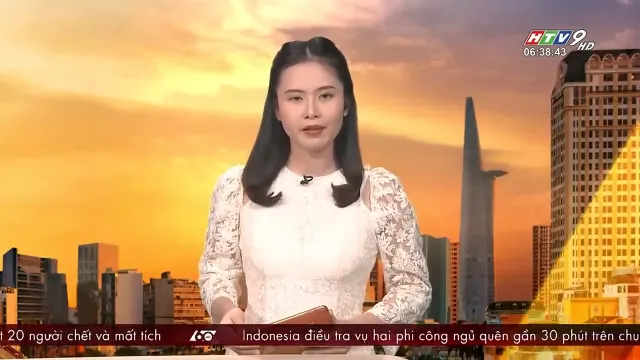 HTV9 HD
06:38:43
t 20 người chết và mất tích 60 Indonesia điều tra vụ hai phi công ngủ quên gần 30 phút trên